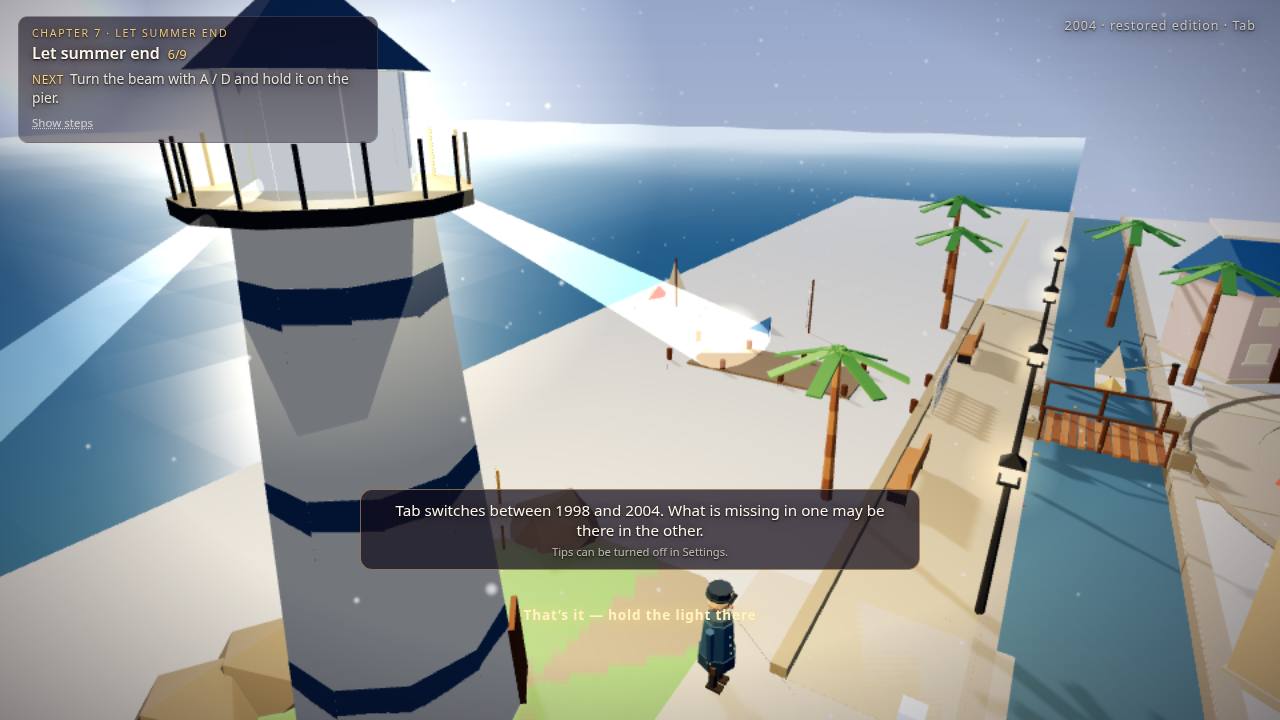 CHAPTER 7 · LET SUMMER END
Let summer end 6/9
NEXT Turn the beam with A / D and hold it on the
pier.
Show steps
2004 · restored edition · Tab
Tab switches between 1998 and 2004. What is missing in one may be
there in the other.
Tips can be turned off in Settings.
That's it — hold the light there